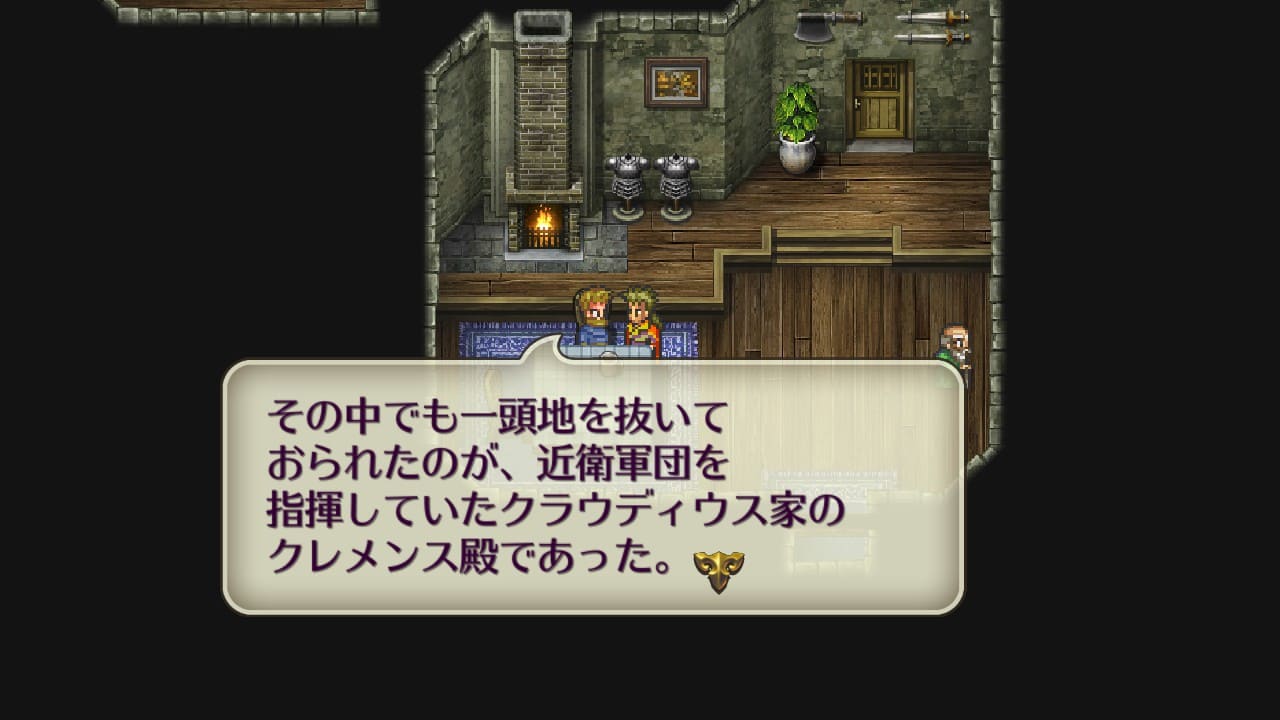 その中でも一頭地を抜いて
おられたのが、近衛軍団を
指揮していたクラウディウス家の
クレメンス殿であった。